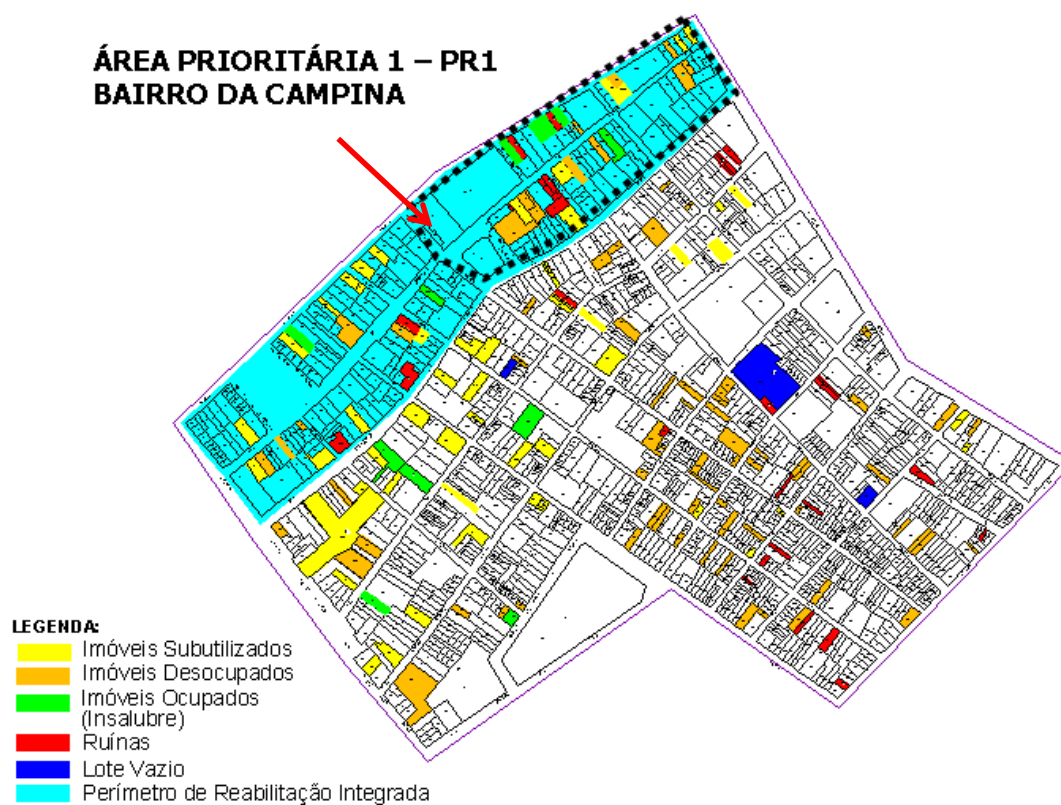 ÁREA PRIORITÁRIA 1 – PR1
BAIRRO DA CAMPINA
LEGENDA:
Imóveis Subutilizados
Imóveis Desocupados
Imóveis Ocupados
(Insalubre)
Ruínas
Lote Vazio
Perímetro de Reabilitação Integrada